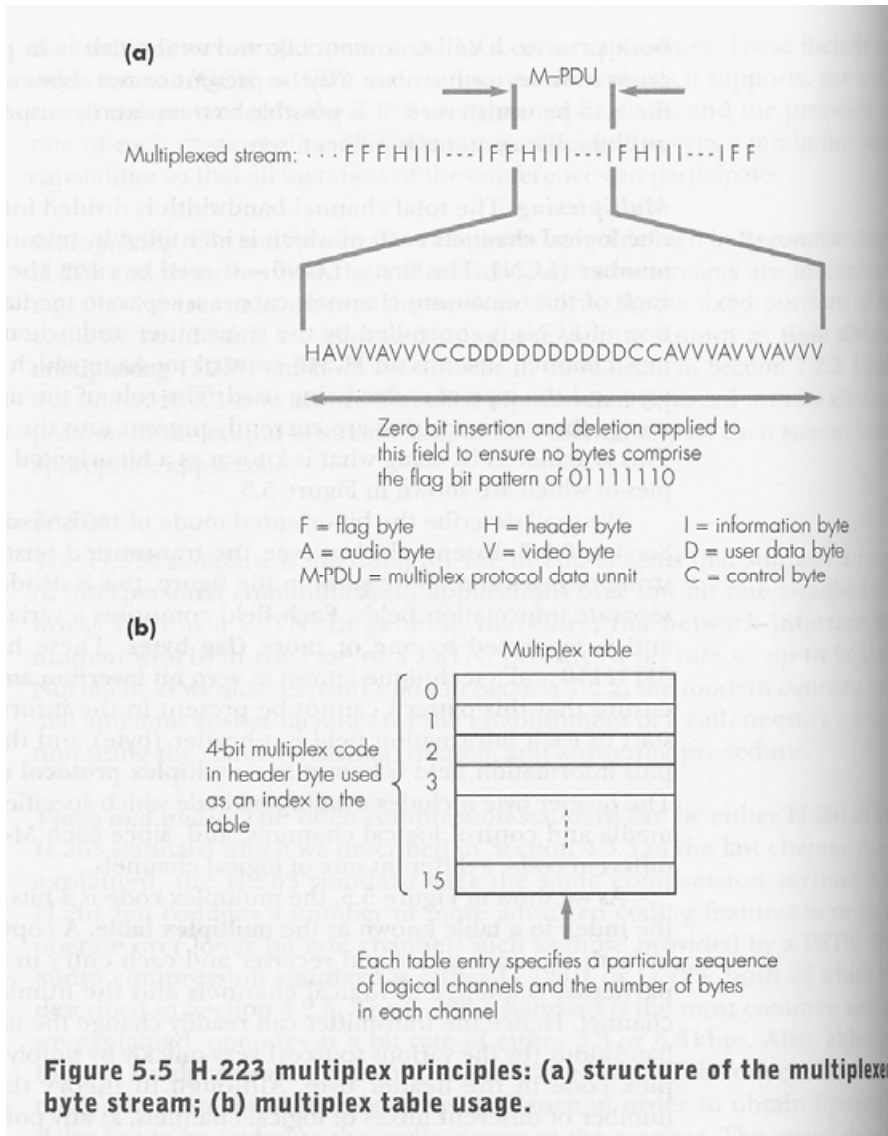 (a)
M–PDU
Multiplexed stream: · · · F F F H I I I - - - I F F H I I I - - - I F H I I I - - - I F F
HAVVVAVVVCCDDDDDDDDDDDCCAVVVAVVVAVVV
Zero bit insertion and deletion applied to
this field to ensure no bytes comprise
the flag bit pattern of 01111110
F = flag byte H = header byte I = information byte
A = audio byte V = video byte D = user data byte
M-PDU = multiplex protocol data unnit C = control byte
(b)
Multiplex table
0
1
2
3
15
4-bit multiplex code
in header byte used
as an index to the
table
Each table entry specifies a particular sequence
of logical channels and the number of bytes
in each channel
Figure 5.5 H.223 multiplex principles: (a) structure of the multiplexe
byte stream; (b) multiplex table usage.